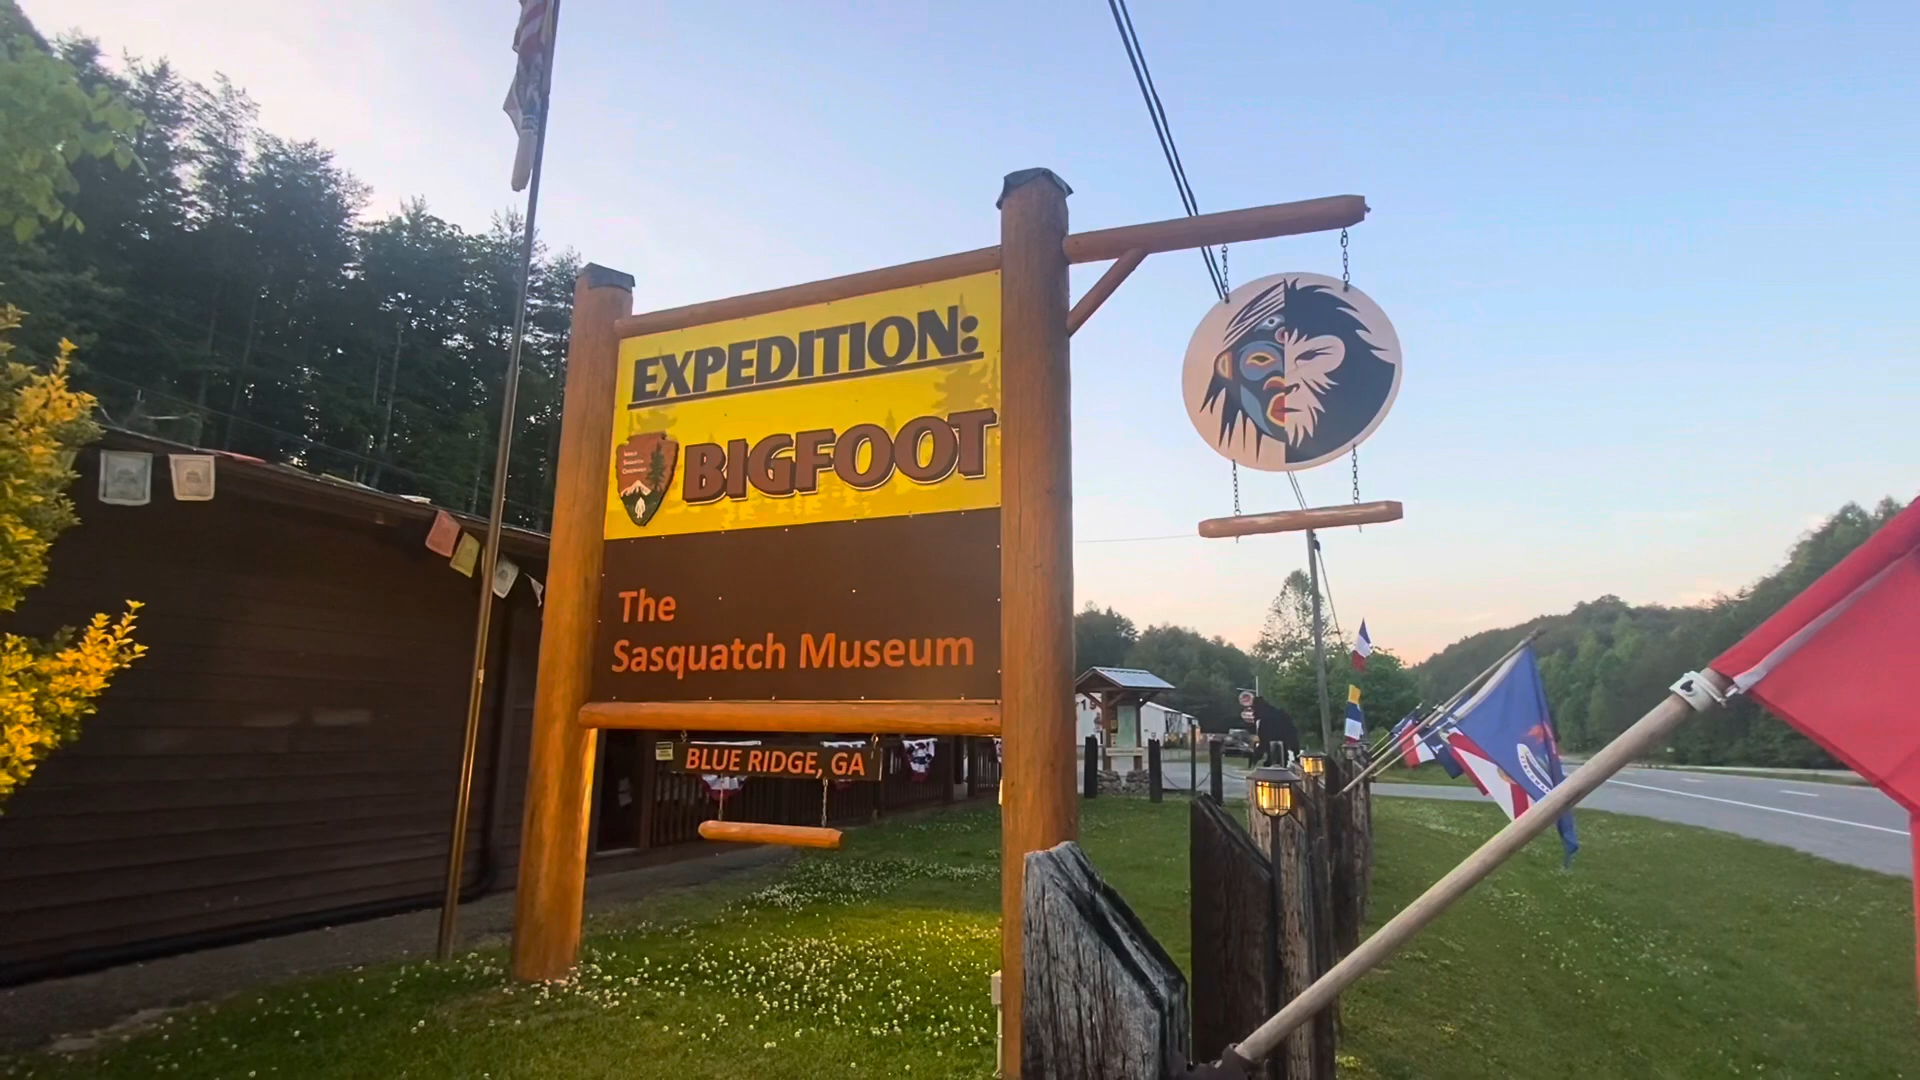 EXPEDITION:
BIGFOOT
The
Sasquatch Museum
BLUE RIDGE, GA